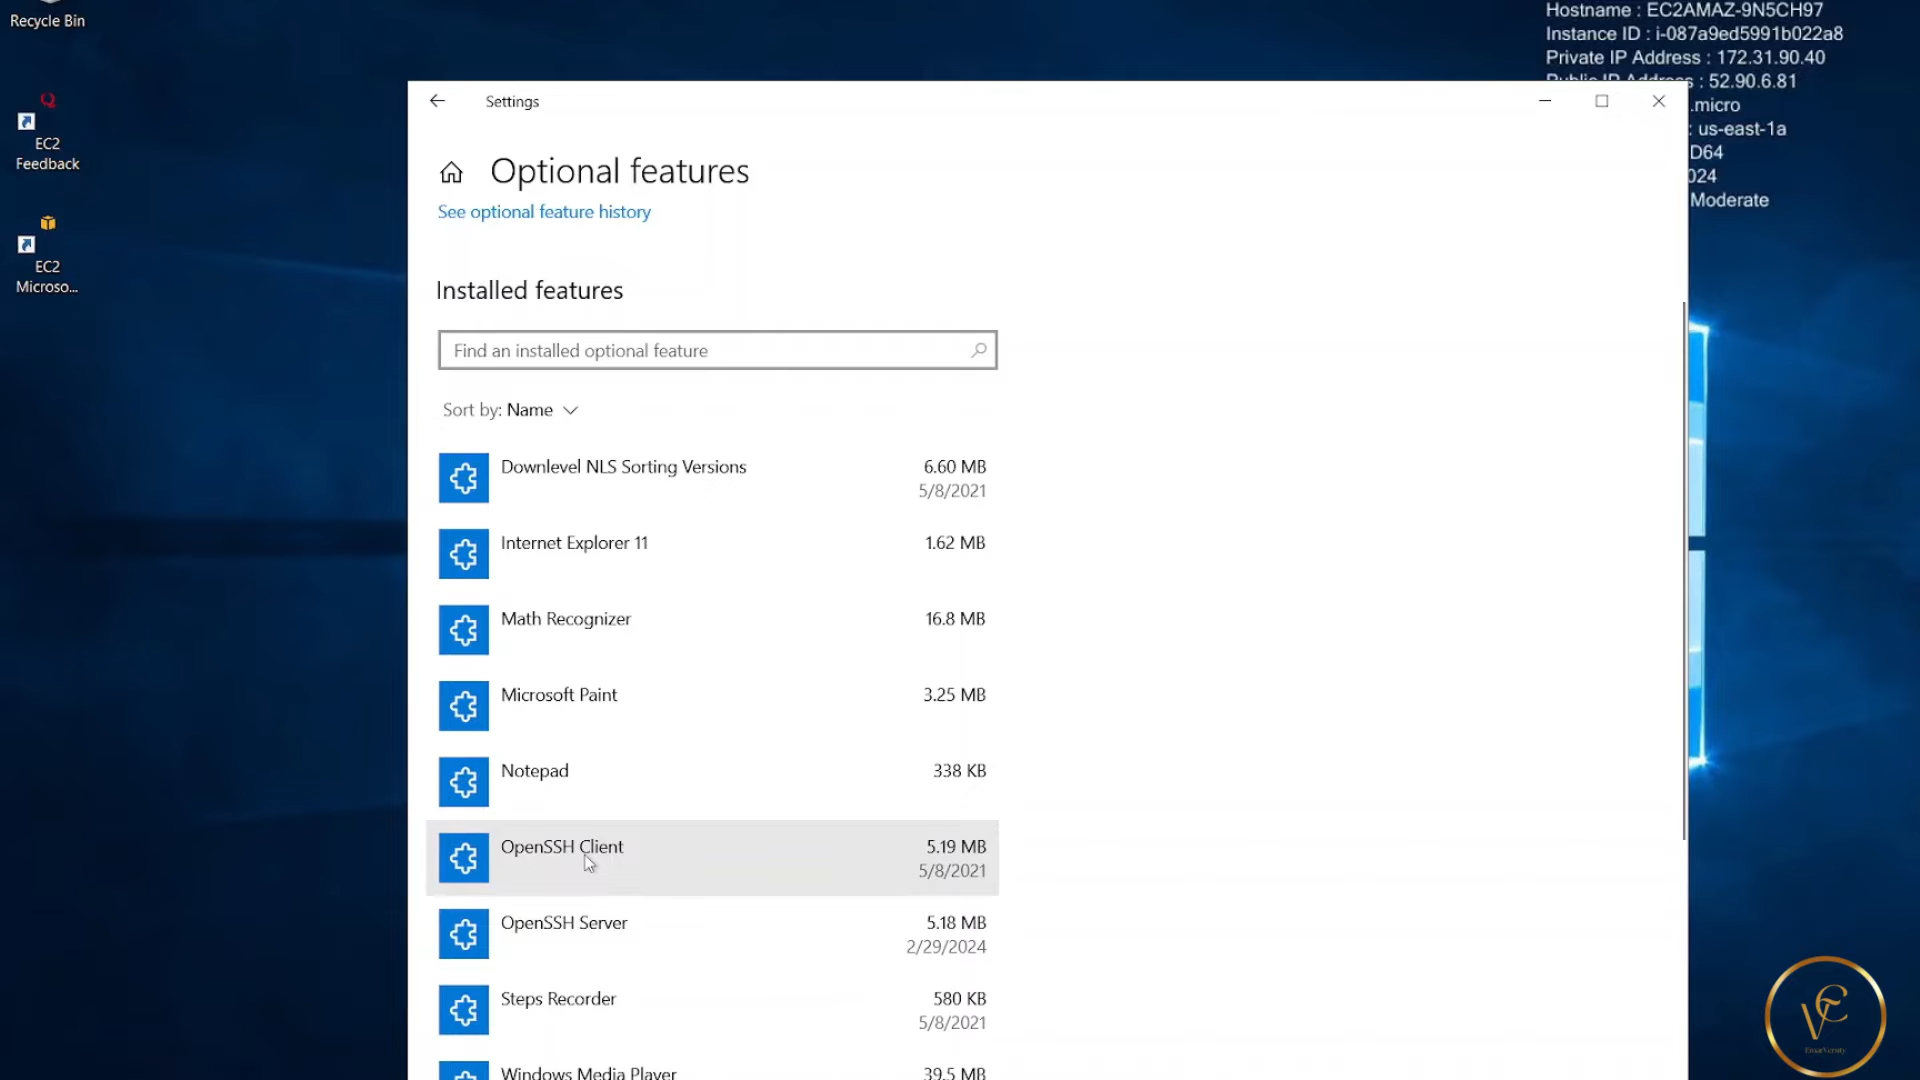 Recycle Bin
EC2
Feedback
EC2
Microso...
Hostname : EC2AMAZ-9N5CH97
Instance ID : i-087a9ed5991b022a8
Private IP Address : 172.31.90.40
Public IP Address : 52.90.6.81
.micro
: us-east-1a
D64
024
Moderate
Settings
Optional features
See optional feature history
Installed features
Find an installed optional feature
Sort by: Name
Downlevel NLS Sorting Versions 6.60 MB
5/8/2021
Internet Explorer 11 1.62 MB
Math Recognizer 16.8 MB
Microsoft Paint 3.25 MB
Notepad 338 KB
OpenSSH Client 5.19 MB
5/8/2021
OpenSSH Server 5.18 MB
2/29/2024
Steps Recorder 580 KB
5/8/2021
Windows Media Player 39.5 MB